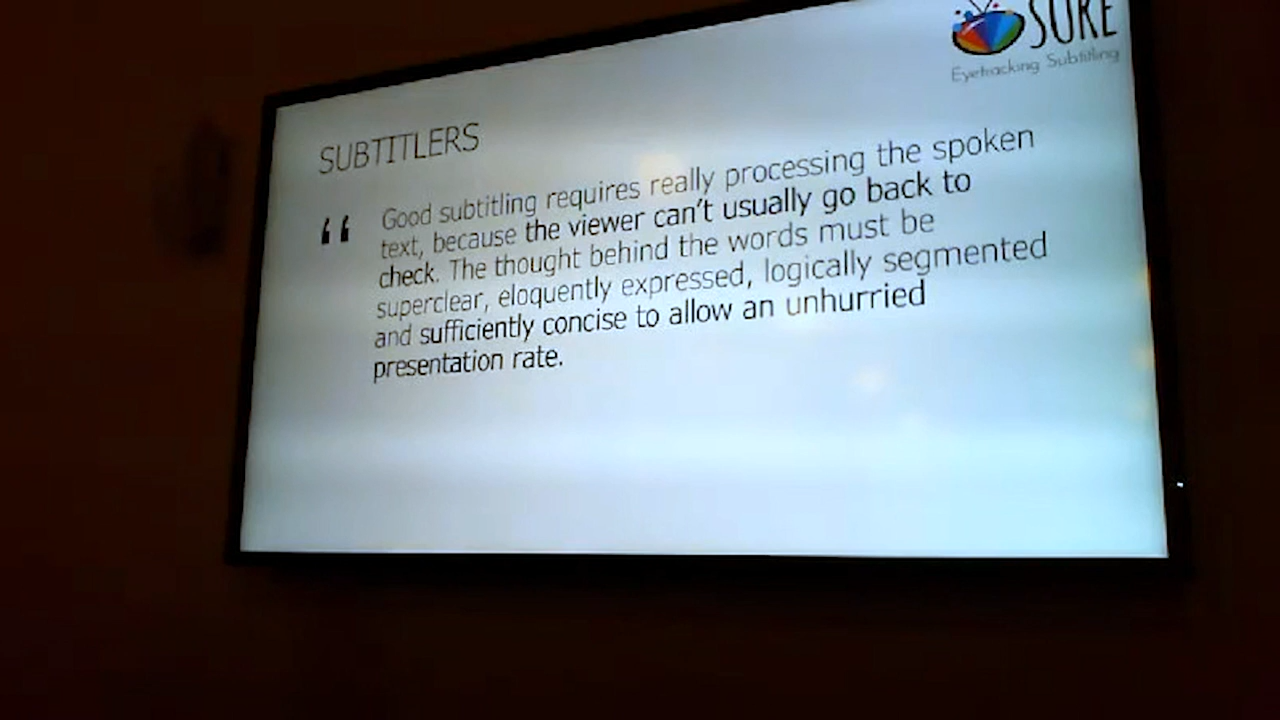 SURE
Eyetracking Subtitling
SUBTITLERS
“ Good subtitling requires really processing the spoken
text, because the viewer can't usually go back to
check. The thought behind the words must be
superclear, eloquently expressed, logically segmented
and sufficiently concise to allow an unhurried
presentation rate.